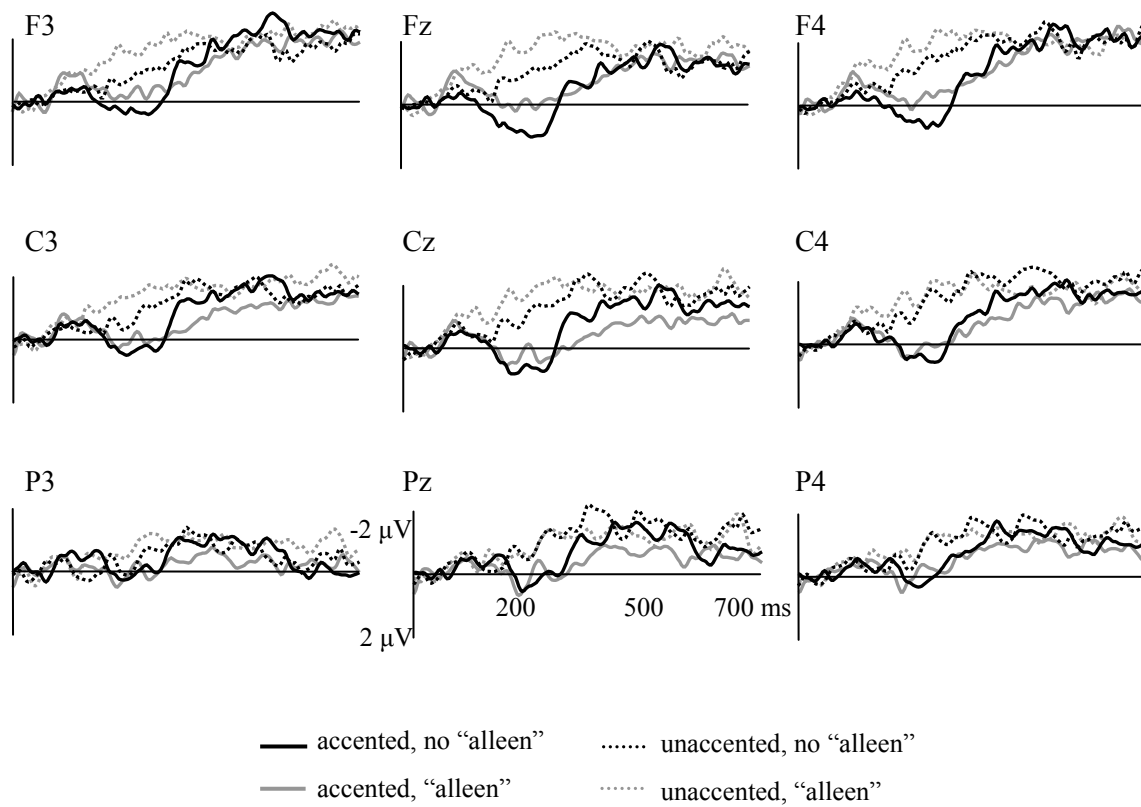 F3 Fz F4
C3 Cz C4
P3 Pz P4
-2 μV
200 500 700 ms
2 μV
accented, no “alleen” unaccented, no “alleen”
accented, “alleen” unaccented, “alleen”